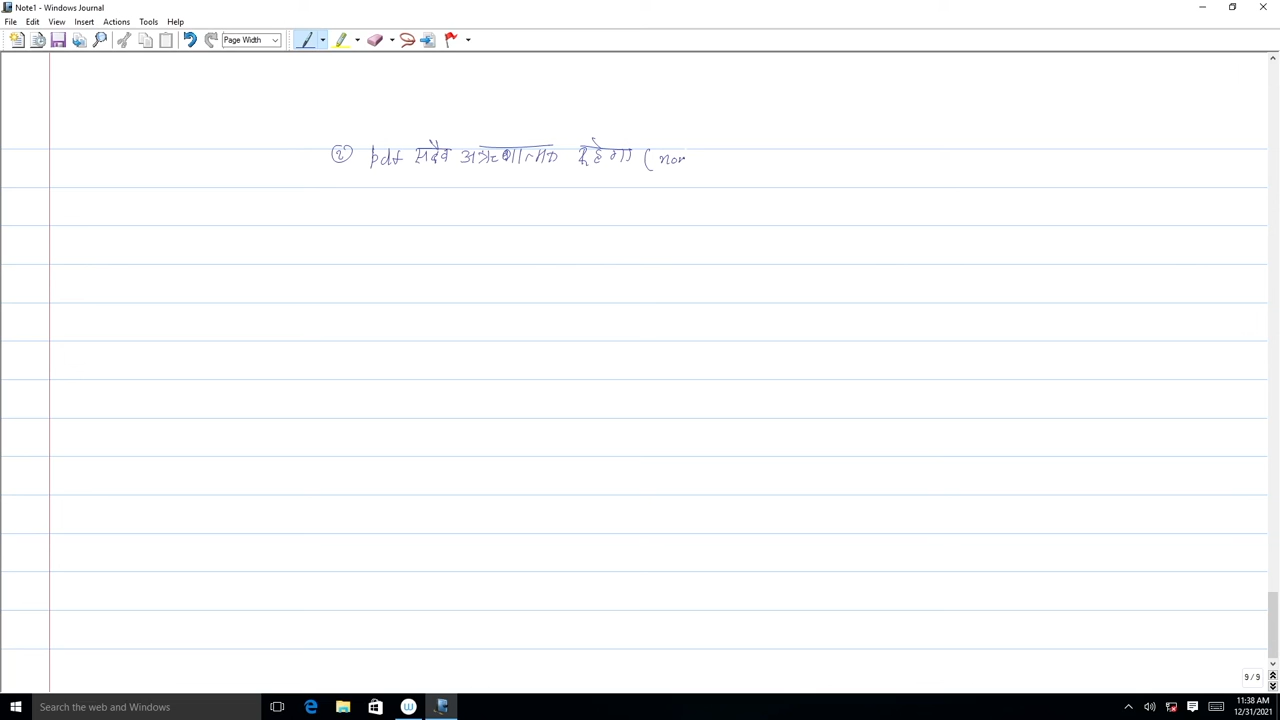 Note1 - Windows Journal
File Edit View Insert Actions Tools Help
Page Width
② pdf सदैव अऋणात्मक रहेगा ( non
9/9
Search the web and Windows
11:38 AM
12/31/2021